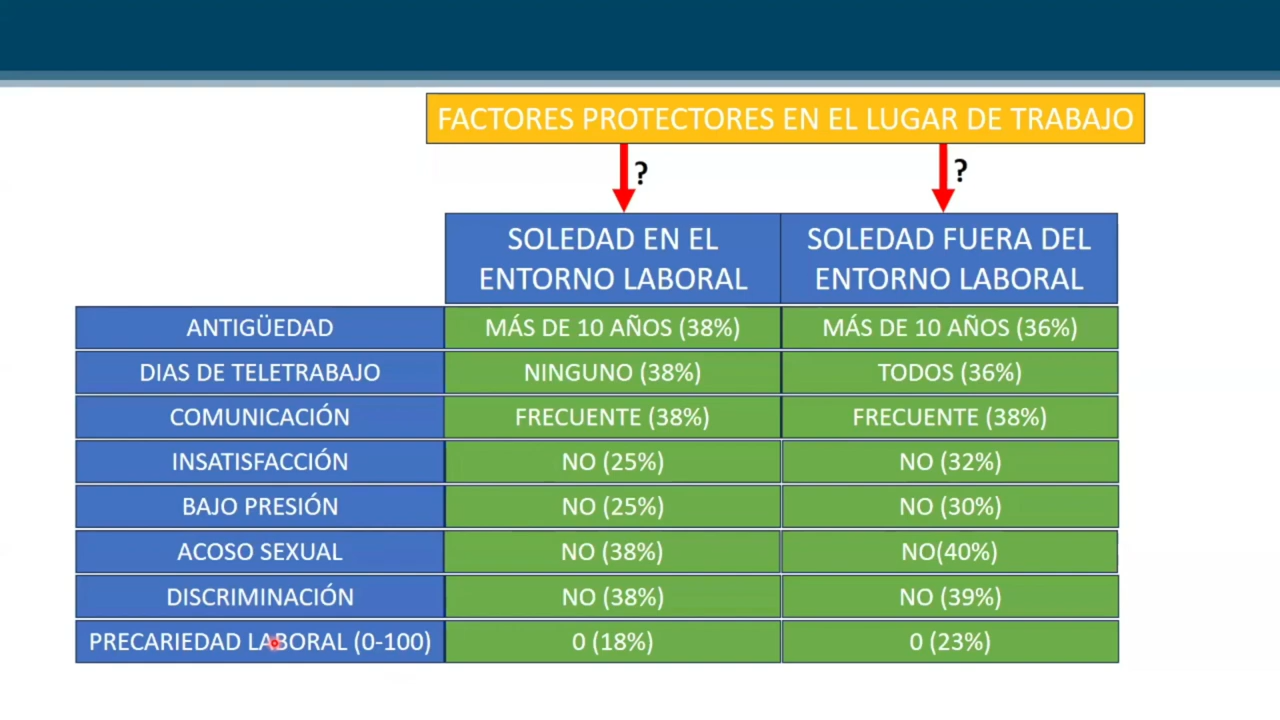 FACTORES PROTECTORES EN EL LUGAR DE TRABAJO
? ?
SOLEDAD EN EL ENTORNO LABORAL SOLEDAD FUERA DEL ENTORNO LABORAL
ANTIGÜEDAD MÁS DE 10 AÑOS (38%) MÁS DE 10 AÑOS (36%)
DIAS DE TELETRABAJO NINGUNO (38%) TODOS (36%)
COMUNICACIÓN FRECUENTE (38%) FRECUENTE (38%)
INSATISFACCIÓN NO (25%) NO (32%)
BAJO PRESIÓN NO (25%) NO (30%)
ACOSO SEXUAL NO (38%) NO(40%)
DISCRIMINACIÓN NO (38%) NO (39%)
PRECARIEDAD LABORAL (0-100) 0 (18%) 0 (23%)